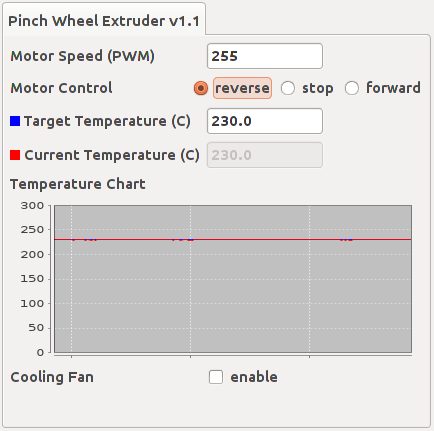 Pinch Wheel Extruder v1.1
Motor Speed (PWM) 255
Motor Control reverse stop forward
Target Temperature (C) 230.0
Current Temperature (C) 230.0
Temperature Chart
300
250
200
150
100
50
0
Cooling Fan enable